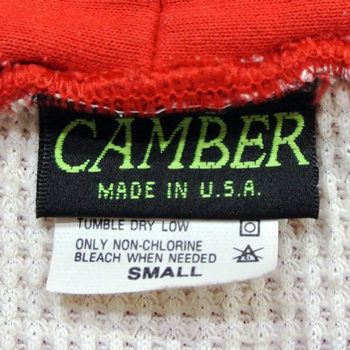 CAMBER
MADE IN U.S.A.
TUMBLE DRY LOW
ONLY NON-CHLORINE
BLEACH WHEN NEEDED
SMALL